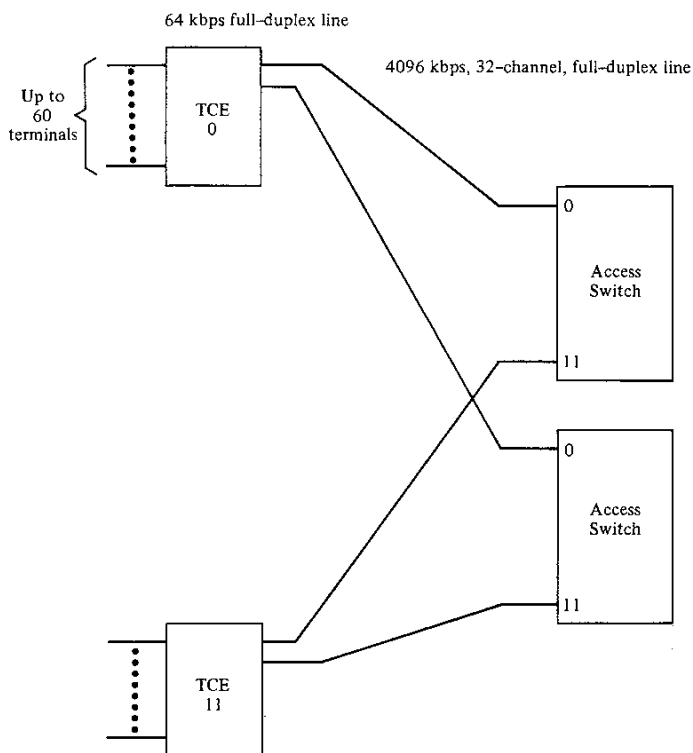 64 kbps full-duplex line
4096 kbps, 32-channel, full-duplex line
Up to
60
terminals
TCE
0
0
Access
Switch
11
0
Access
Switch
11
TCE
11